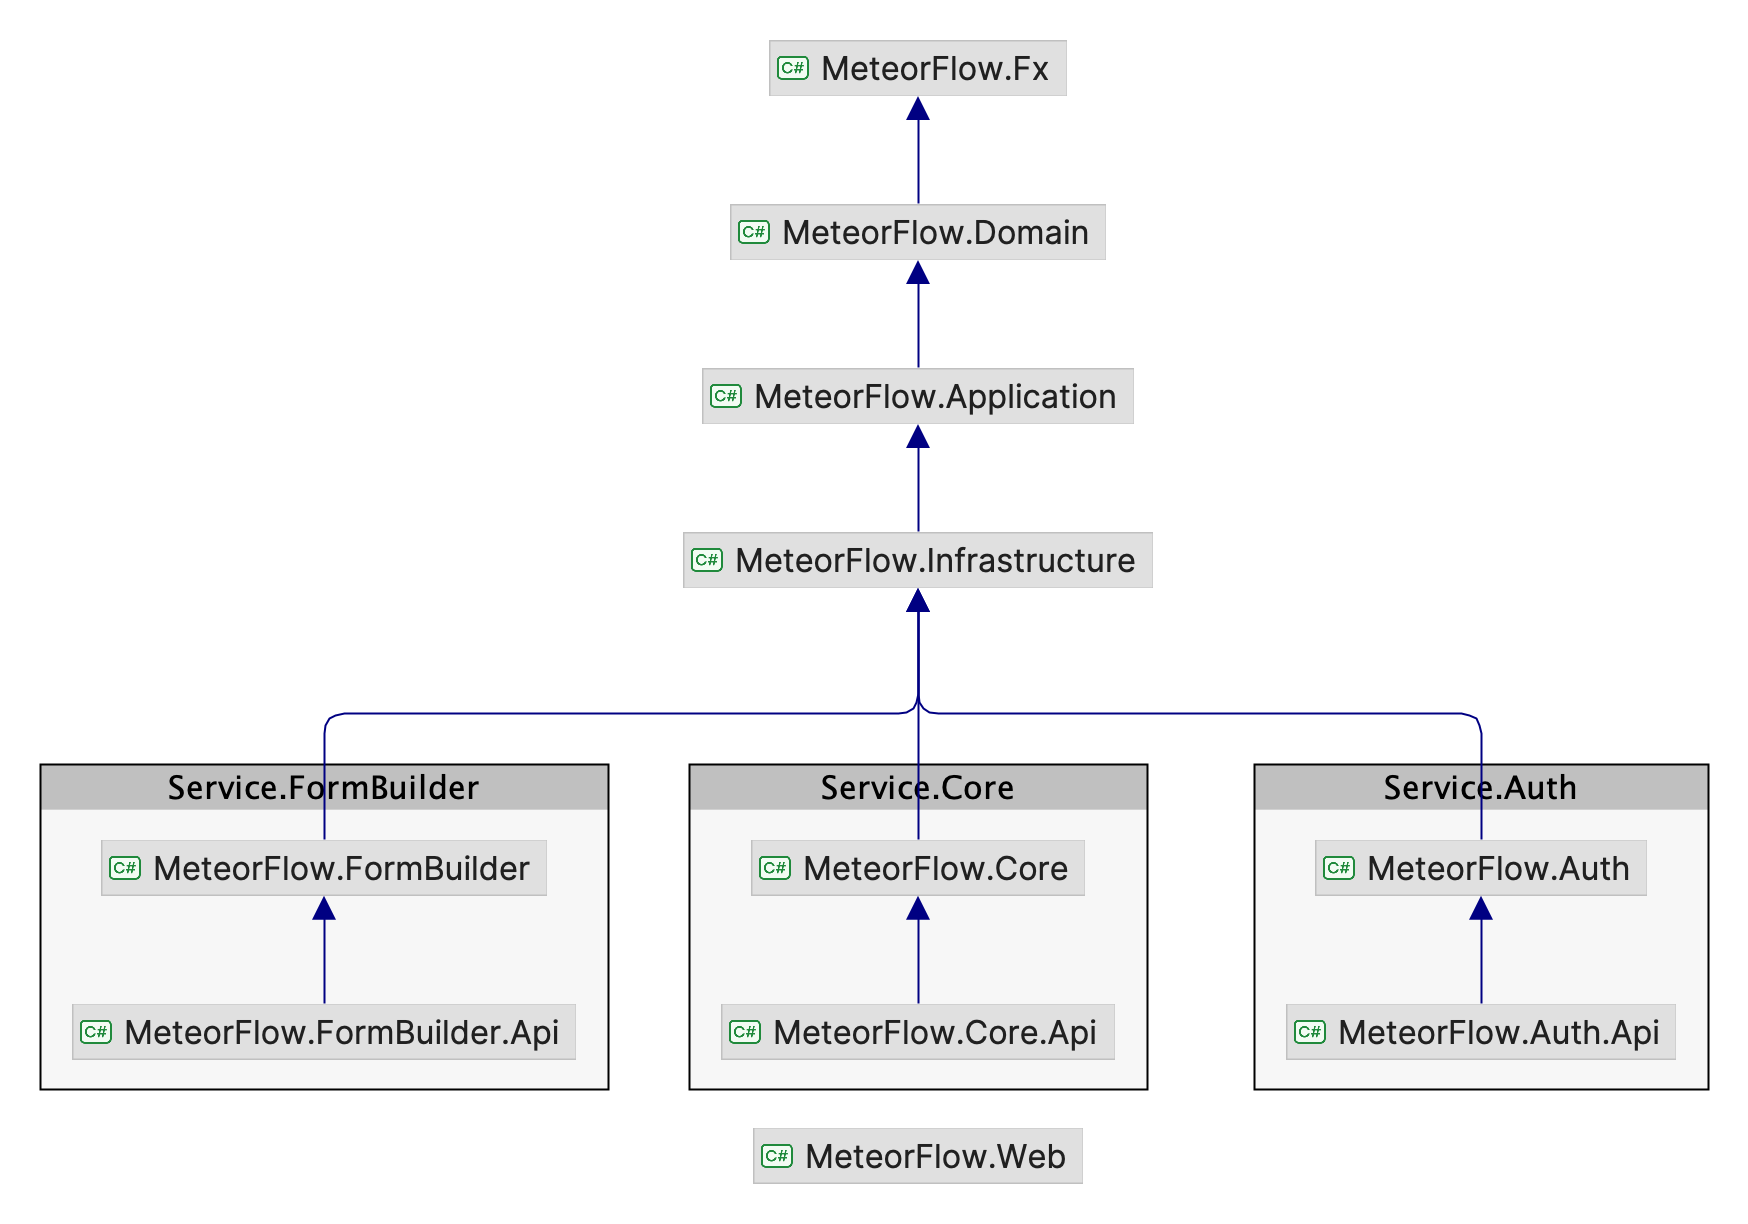 C# MeteorFlow.Fx
C# MeteorFlow.Domain
C# MeteorFlow.Application
C# MeteorFlow.Infrastructure
Service.FormBuilder
Service.Core
Service.Auth
C# MeteorFlow.FormBuilder
C# MeteorFlow.Core
C# MeteorFlow.Auth
C# MeteorFlow.FormBuilder.Api
C# MeteorFlow.Core.Api
C# MeteorFlow.Auth.Api
C# MeteorFlow.Web